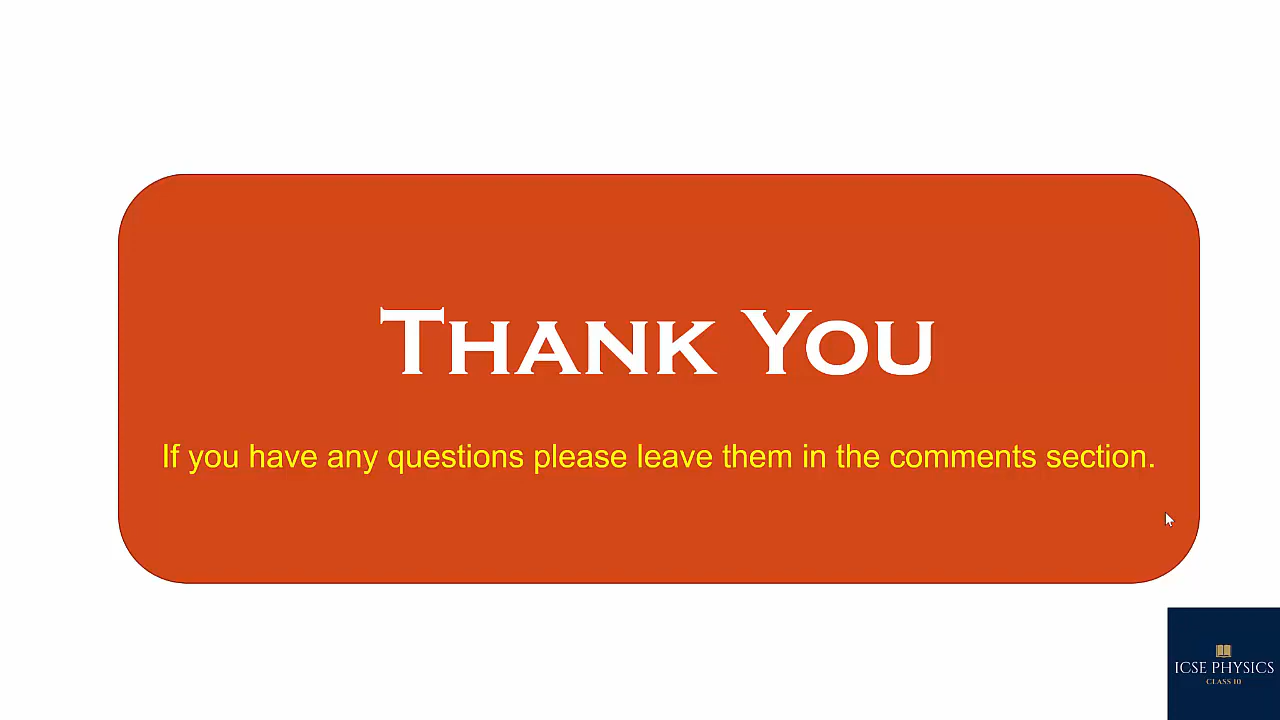 Thank You
If you have any questions please leave them in the comments section.
ICSE PHYSICS
CLASS 10